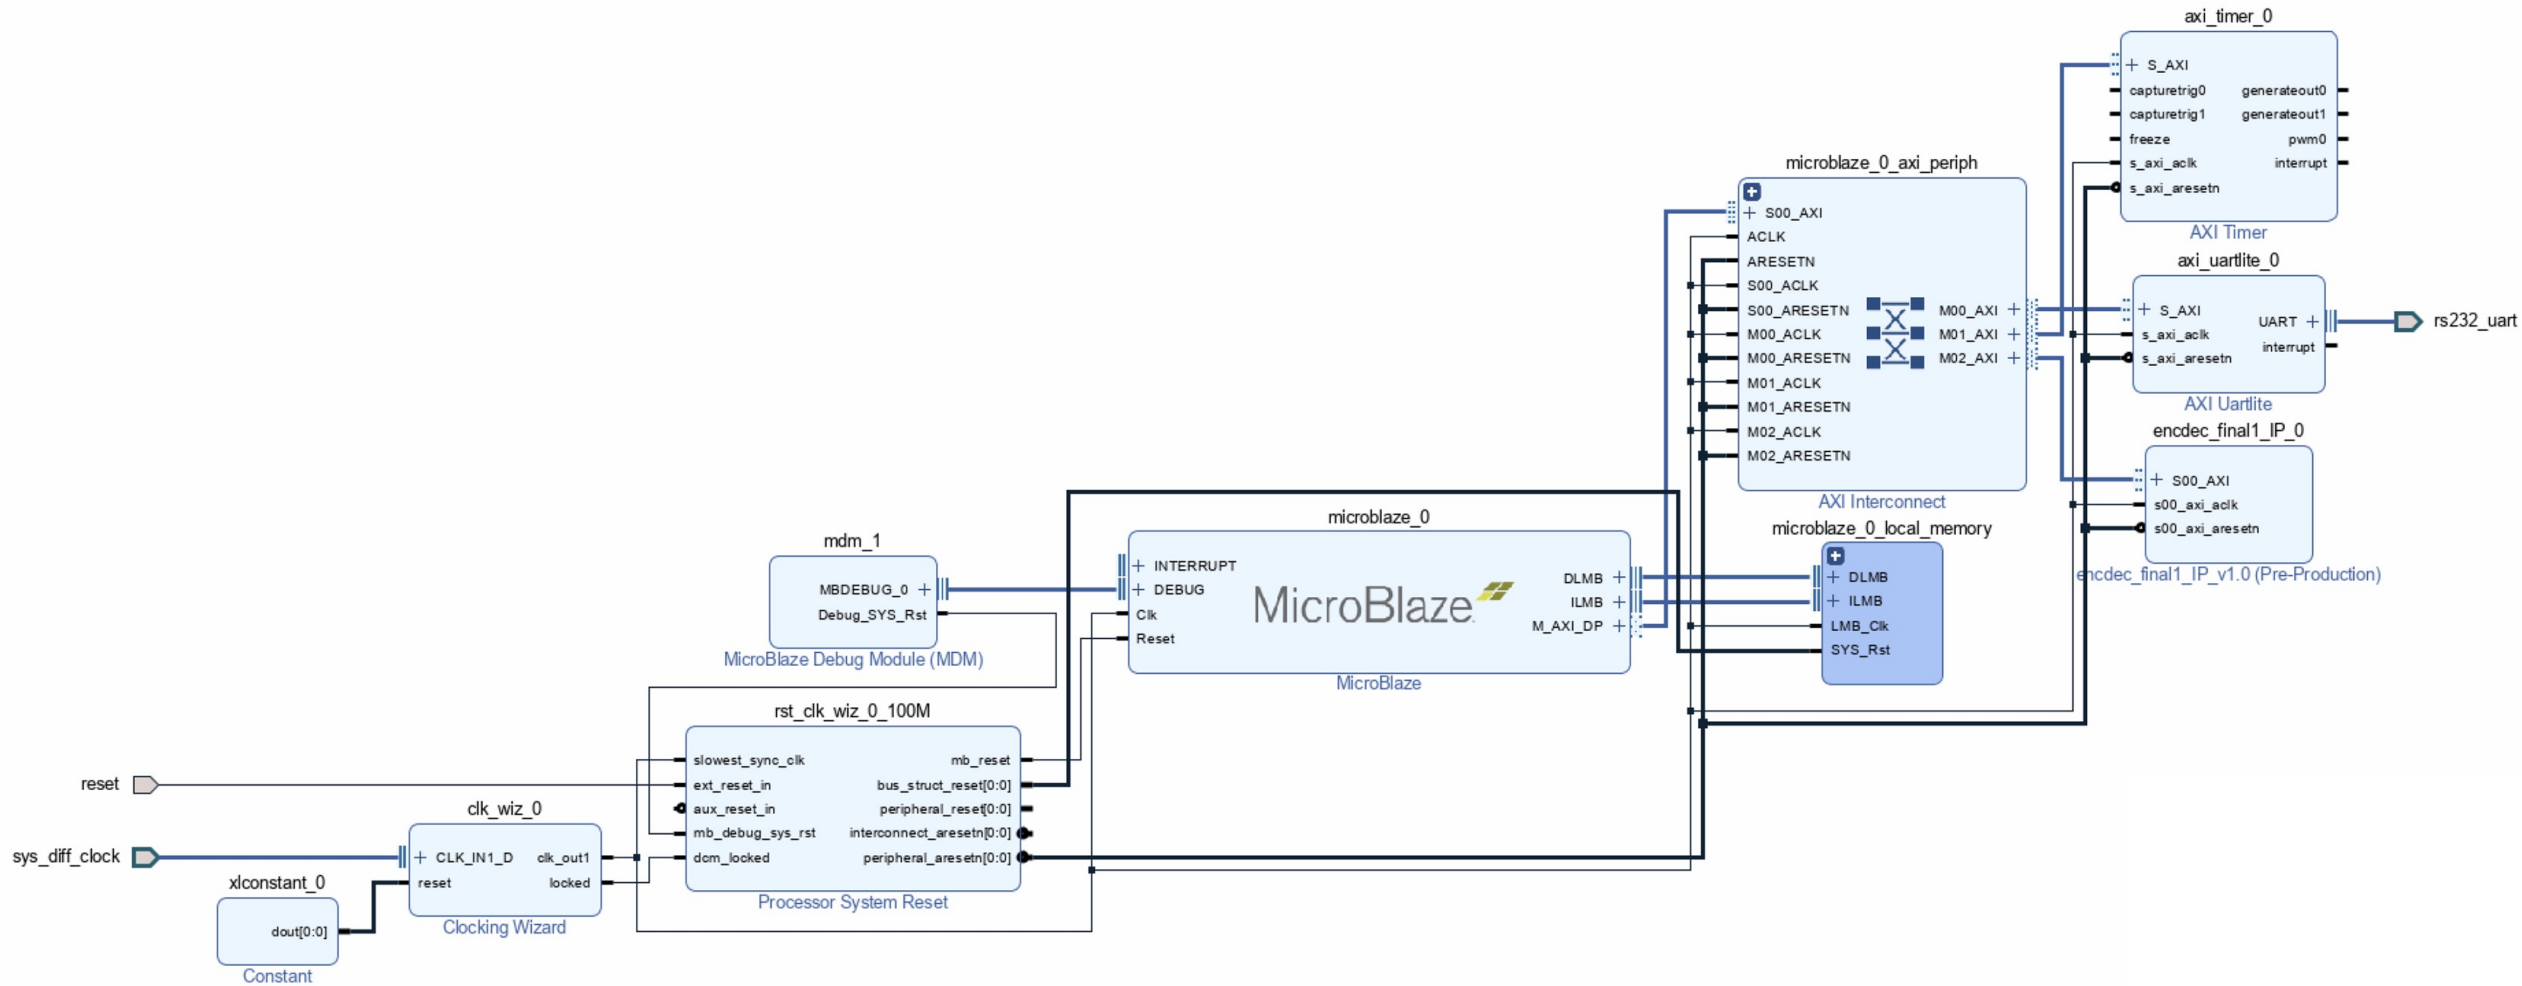 axi_timer_0
S_AXI
capturetrig0 generateout0
capturetrig1 generateout1
freeze pwm0
s_axi_aclk interrupt
s_axi_aresetn
AXI Timer
microblaze_0_axi_periph
S00_AXI
ACLK
ARESETN
S00_ACLK
S00_ARESETN M00_AXI
M00_ACLK M01_AXI
M00_ARESETN M02_AXI
M01_ACLK
M01_ARESETN
M02_ACLK
M02_ARESETN
AXI Interconnect
axi_uartlite_0
S_AXI
UART
s_axi_aclk
interrupt
s_axi_aresetn
AXI Uartlite
rs232_uart
encdec_final1_IP_0
S00_AXI
s00_axi_aclk
s00_axi_aresetn
encdec_final1_IP_v1.0 (Pre-Production)
microblaze_0_local_memory
DLMB
ILMB
LMB_Clk
SYS_Rst
microblaze_0
INTERRUPT
DEBUG
Clk
Reset
MicroBlaze
DLMB
ILMB
M_AXI_DP
MicroBlaze
mdm_1
MBDEBUG_0
Debug_SYS_Rst
MicroBlaze Debug Module (MDM)
rst_clk_wiz_0_100M
slowest_sync_clk mb_reset
ext_reset_in bus_struct_reset[0:0]
aux_reset_in peripheral_reset[0:0]
mb_debug_sys_rst interconnect_aresetn[0:0]
dcm_locked peripheral_aresetn[0:0]
Processor System Reset
reset
sys_diff_clock
clk_wiz_0
CLK_IN1_D clk_out1
reset locked
Clocking Wizard
xlconstant_0
dout[0:0]
Constant